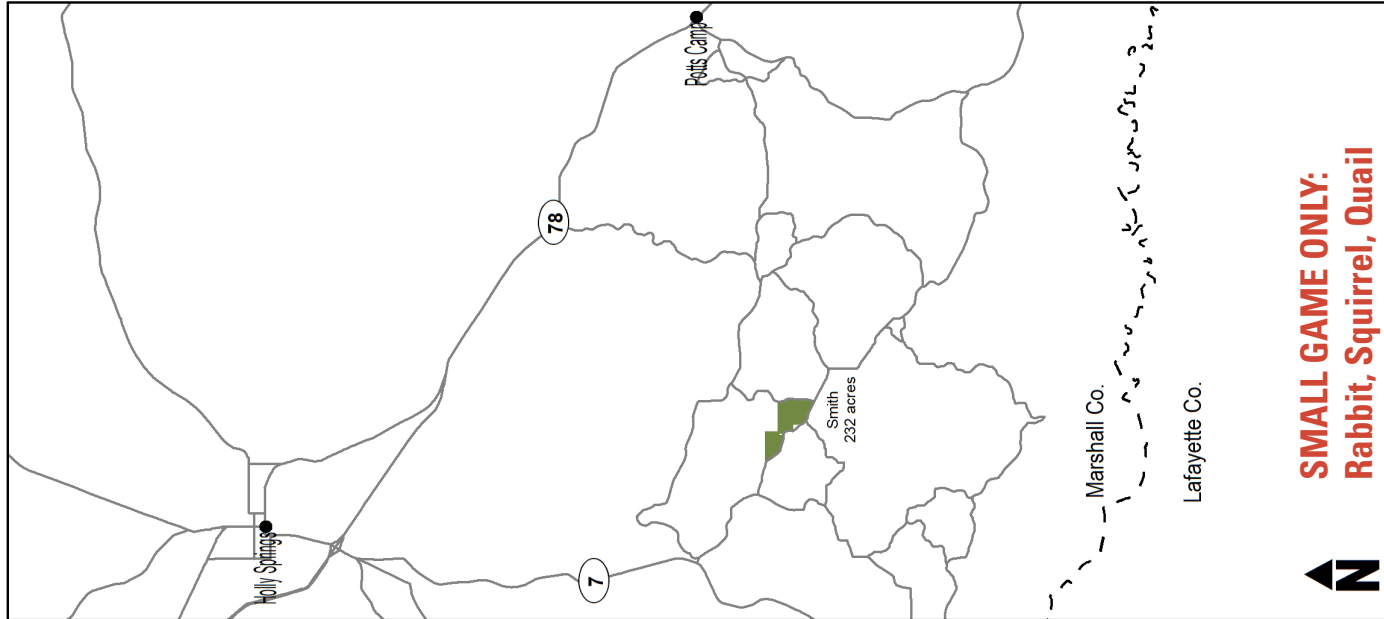 Holly Springs
78
Potts Camp
7
Smith
232 acres
Marshall Co.
Lafayette Co.
SMALL GAME ONLY:
Rabbit, Squirrel, Quail
N